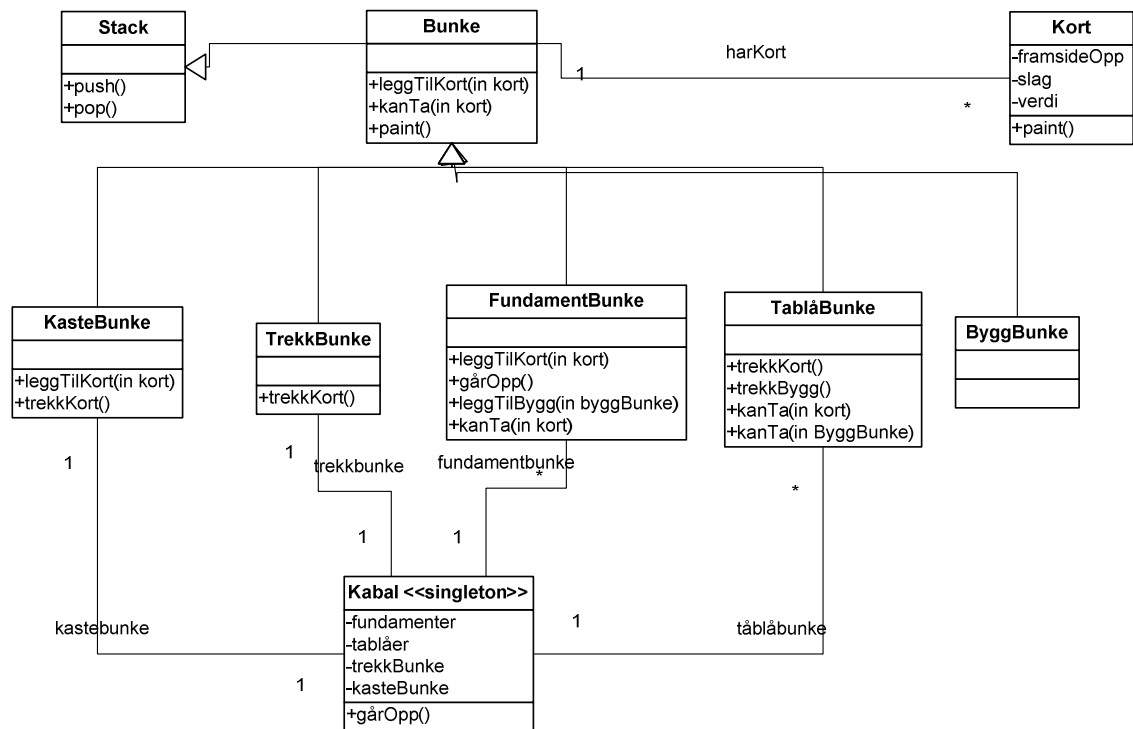 Stack
+push()
+pop()
Bunke
+leggTilKort(in kort)
+kanTa(in kort)
+paint()
harKort
1
*
Kort
-framsideOpp
-slag
-verdi
+paint()
KasteBunke
+leggTilKort(in kort)
+trekkKort()
TrekkBunke
+trekkKort()
FundamentBunke
+leggTilKort(in kort)
+gårOpp()
+leggTilBygg(in byggBunke)
+kanTa(in kort)
TablåBunke
+trekkKort()
+trekkBygg()
+kanTa(in kort)
+kanTa(in ByggBunke)
ByggBunke
1
1
trekkbunke
fundamentbunke
*
*
1
1
Kabal <<singleton>>
-fundamenter
-tablåer
-trekkBunke
-kasteBunke
+gårOpp()
kastebunke
1
1
tåblåbunke